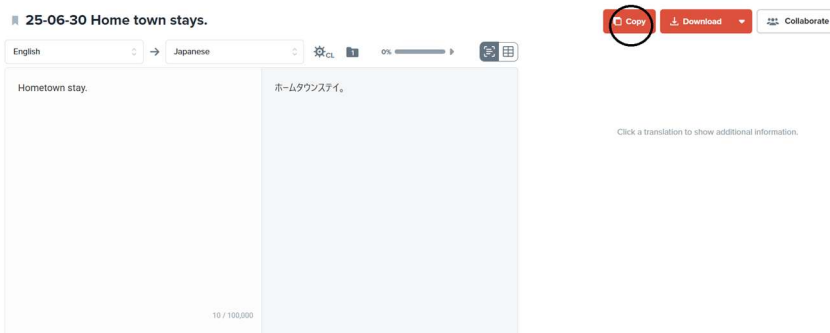 25-06-30 Home town stays.
Copy
Download
Collaborate
English
Japanese
CL
1
0%
Hometown stay.
ホームタウンステイ。
Click a translation to show additional information.
10 / 100,000